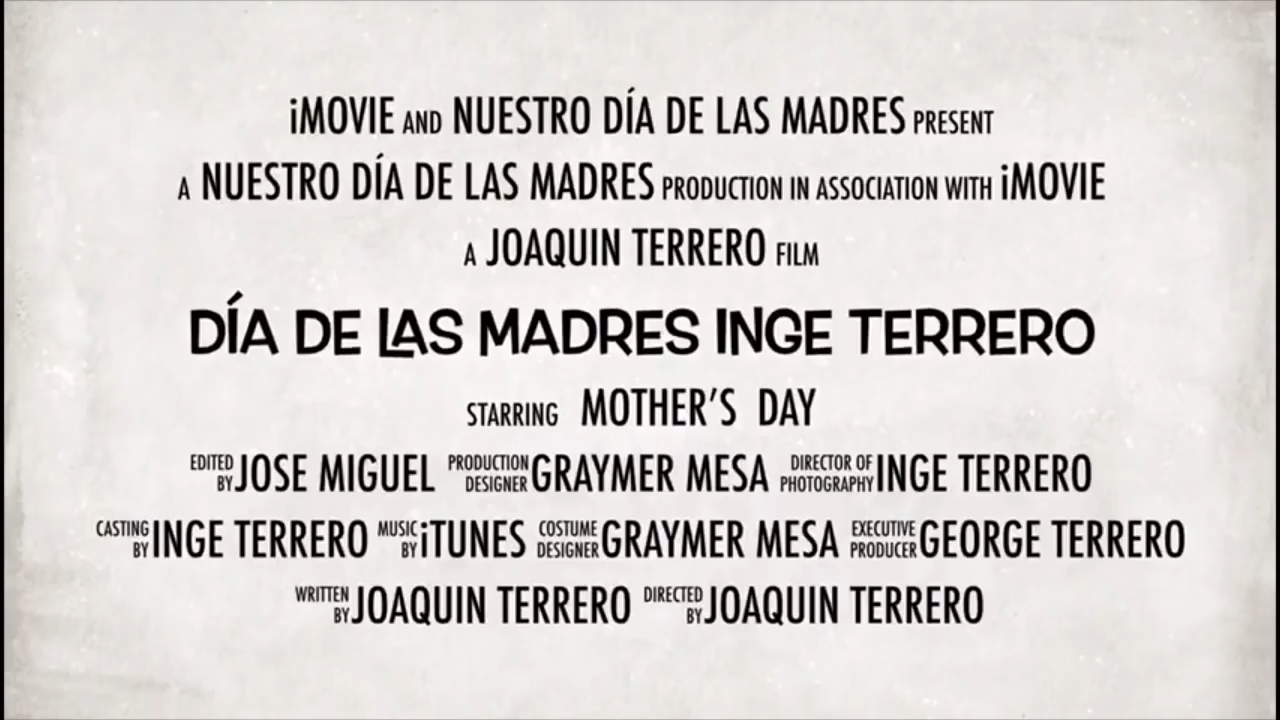 iMOVIE AND NUESTRO DÍA DE LAS MADRES PRESENT
A NUESTRO DÍA DE LAS MADRES PRODUCTION IN ASSOCIATION WITH iMOVIE
A JOAQUIN TERRERO FILM
DÍA DE LAS MADRES INGE TERRERO
STARRING MOTHER'S DAY
EDITED BY JOSE MIGUEL PRODUCTION DESIGNER GRAYMER MESA DIRECTOR OF PHOTOGRAPHY INGE TERRERO
CASTING BY INGE TERRERO MUSIC BY iTUNES COSTUME DESIGNER GRAYMER MESA EXECUTIVE PRODUCER GEORGE TERRERO
WRITTEN BY JOAQUIN TERRERO DIRECTED BY JOAQUIN TERRERO